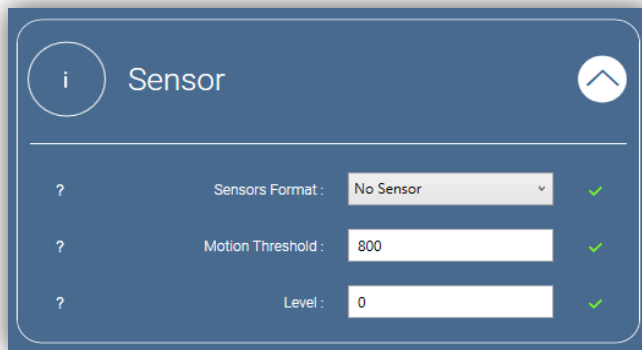 i Sensor
? Sensors Format : No Sensor
? Motion Threshold : 800
? Level : 0